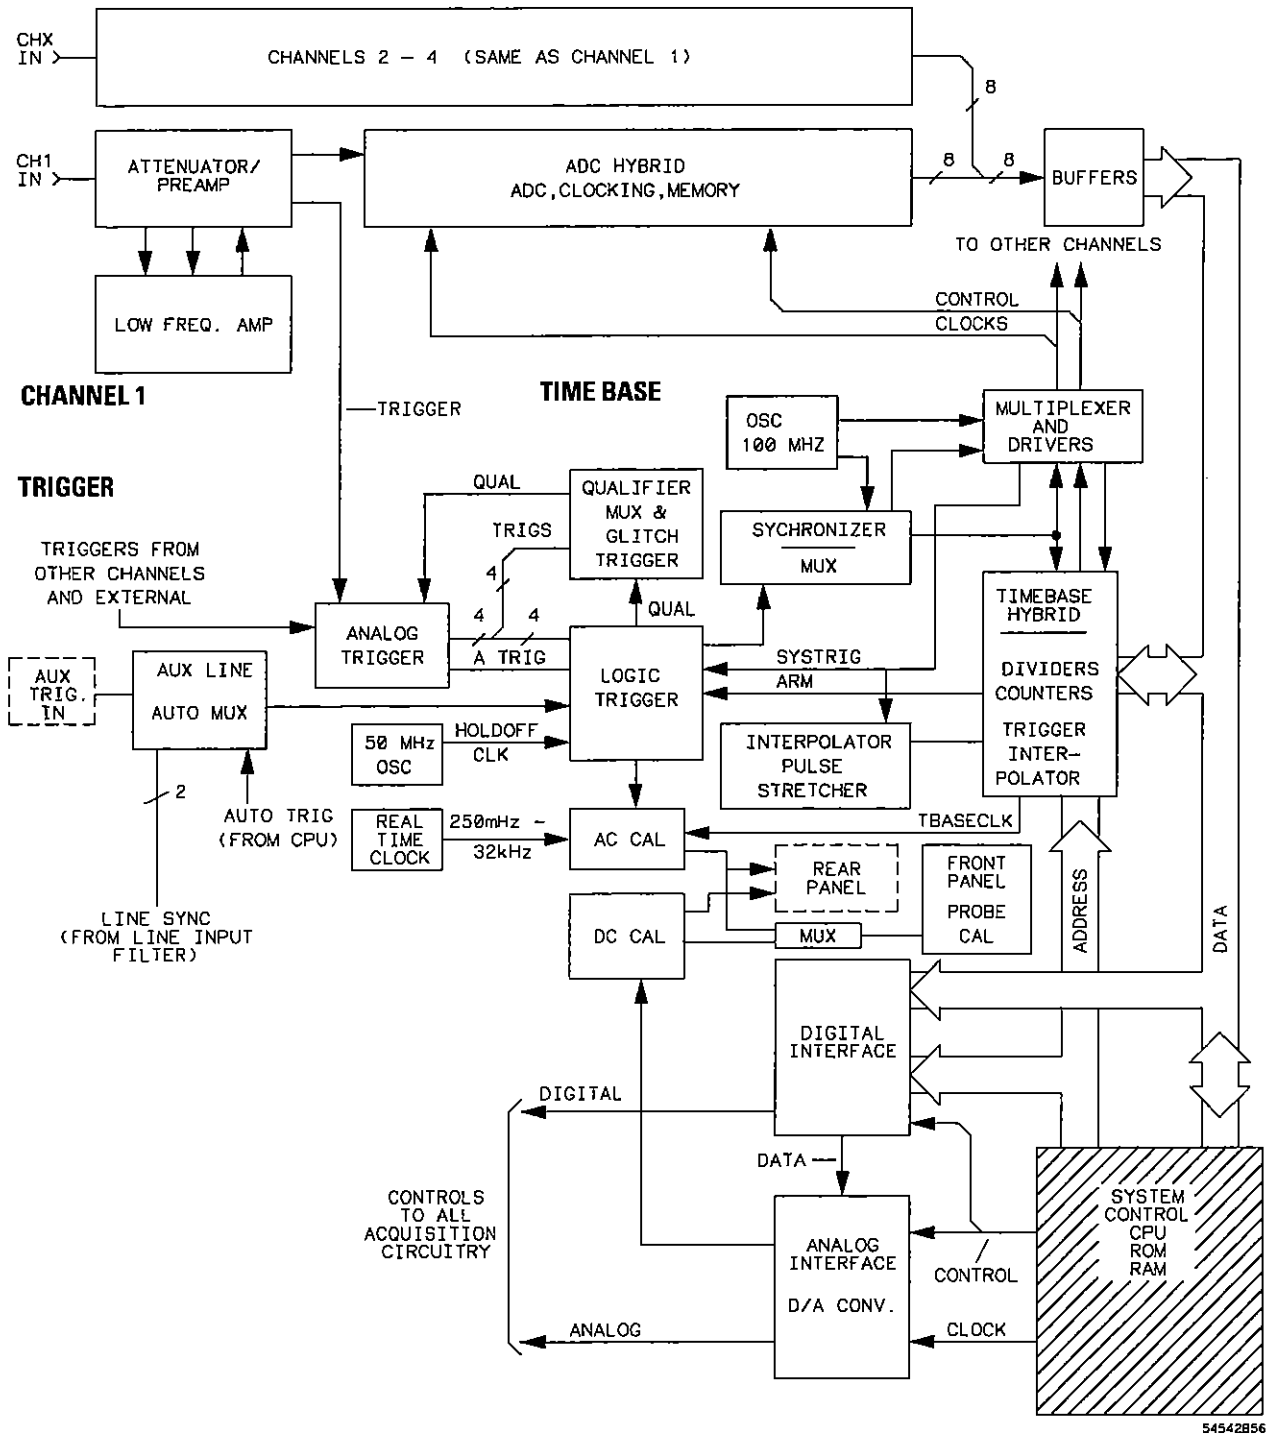 CHX
IN
CHANNELS 2 – 4 (SAME AS CHANNEL 1)
8
CH1
IN
ATTENUATOR/
PREAMP
ADC HYBRID
ADC,CLOCKING,MEMORY
8
8
BUFFERS
TO OTHER CHANNELS
LOW FREQ. AMP
CONTROL
CLOCKS
CHANNEL 1
TRIGGER
TIME BASE
OSC
100 MHZ
MULTIPLEXER
AND
DRIVERS
TRIGGER
QUAL
QUALIFIER
MUX &
GLITCH
TRIGGER
TRIGS
SYCHRONIZER
MUX
TRIGGERS FROM
OTHER CHANNELS
AND EXTERNAL
4
QUAL
TIMEBASE
HYBRID
DIVIDERS
COUNTERS
TRIGGER
INTER–
POLATOR
ANALOG
TRIGGER
4
4
A TRIG
LOGIC
TRIGGER
SYSTRIG
ARM
AUX
TRIG.
IN
AUX LINE
AUTO MUX
50 MHz
OSC
HOLDOFF
CLK
INTERPOLATOR
PULSE
STRETCHER
2
AUTO TRIG
(FROM CPU)
REAL
TIME
CLOCK
250mHz –
32kHz
AC CAL
TBASECLK
REAR
PANEL
FRONT
PANEL
PROBE
CAL
ADDRESS
DATA
LINE SYNC
(FROM LINE INPUT
FILTER)
DC CAL
MUX
DIGITAL
INTERFACE
DIGITAL
DATA
CONTROLS
TO ALL
ACQUISITION
CIRCUITRY
ANALOG
INTERFACE
D/A CONV.
CONTROL
SYSTEM
CONTROL
CPU
ROM
RAM
ANALOG
CLOCK
54542B56